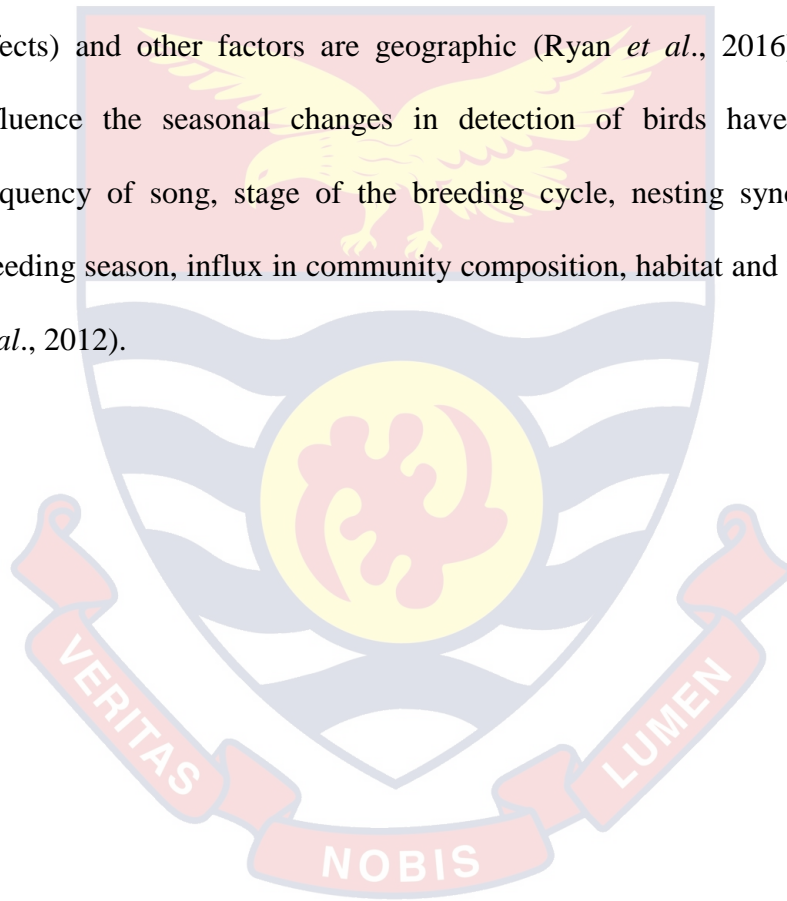 fects) and other factors are geographic (Ryan et al., 2016)
fluence the seasonal changes in detection of birds have
quency of song, stage of the breeding cycle, nesting sync
eeding season, influx in community composition, habitat and
al., 2012).
VERITAS
NOBIS
LUMEN